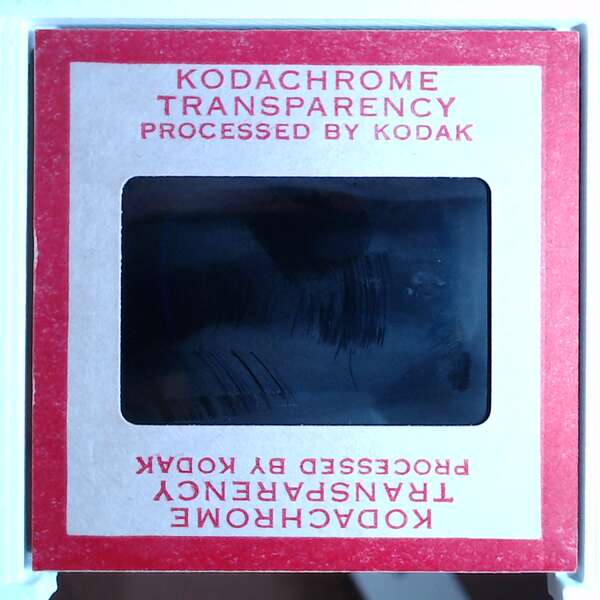 KODACHROME
TRANSPARENCY
PROCESSED BY KODAK
PROCESSED BY KODAK
TRANSPARENCY
KODACHROME